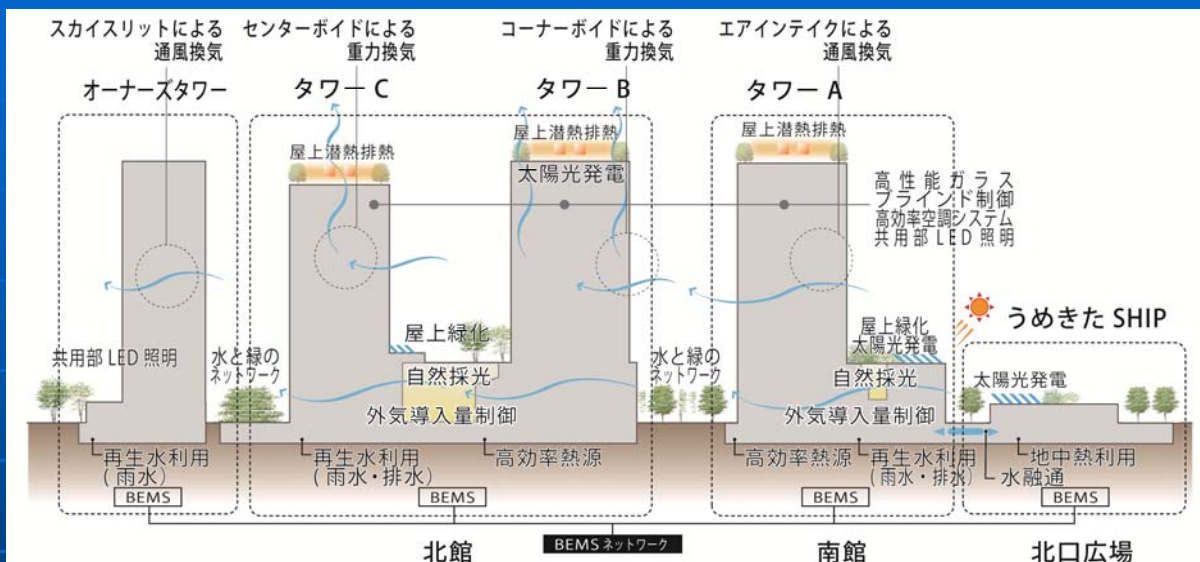 スカイスリットによる
通風換気
センターボイドによる
重力換気
コーナーボイドによる
重力換気
エアインテイクによる
通風換気
オーナーズタワー
タワー C
タワー B
タワー A
屋上潜熱排熱
屋上潜熱排熱
太陽光発電
屋上潜熱排熱
高性能ガラス
ブラインド制御
高効率空調システム
共用部 LED 照明
うめきた SHIP
共用部 LED 照明
水と緑の
ネットワーク
屋上緑化
自然採光
外気導入量制御
水と緑の
ネットワーク
屋上緑化
太陽光発電
自然採光
外気導入量制御
太陽光発電
再生水利用
(雨水)
再生水利用
(雨水・排水)
高効率熱源
高効率熱源
再生水利用
(雨水・排水)
水融通
地中熱利用
BEMS
BEMS
BEMS
BEMS
北館
BEMS ネットワーク
南館
北口広場